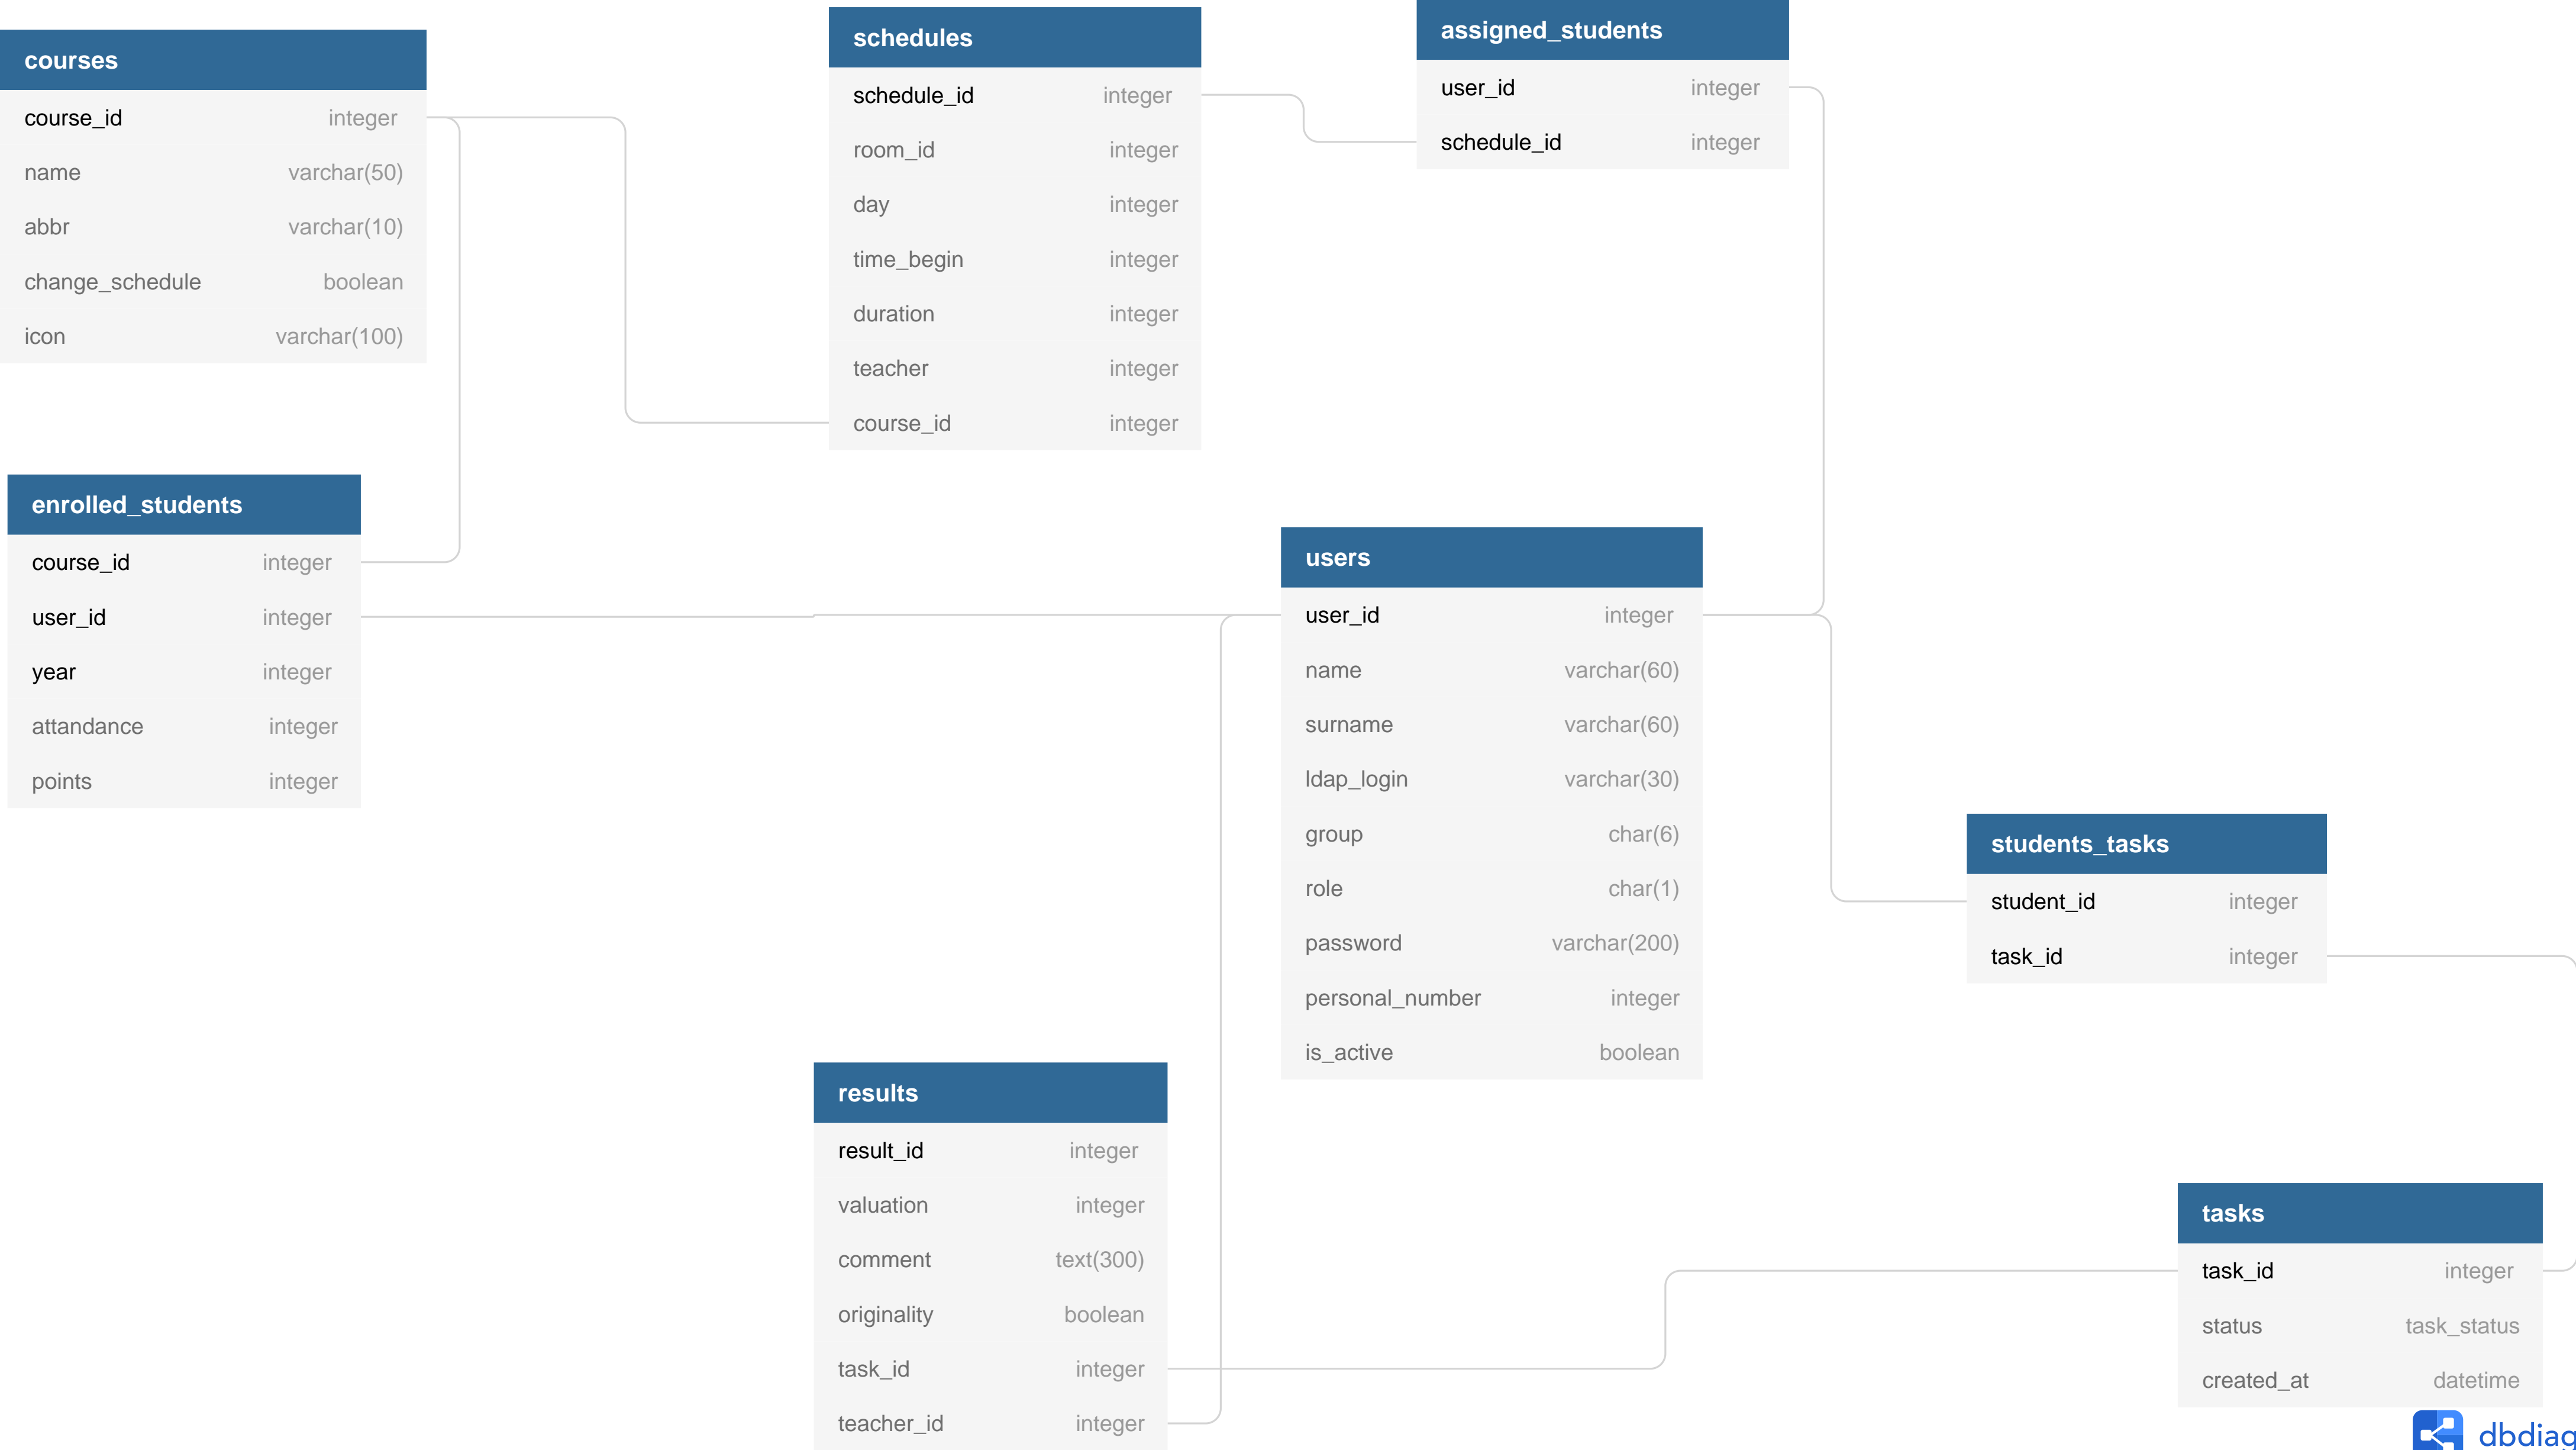 courses
course_id integer
name varchar(50)
abbr varchar(10)
change_schedule boolean
icon varchar(100)
schedules
schedule_id integer
room_id integer
day integer
time_begin integer
duration integer
teacher integer
course_id integer
assigned_students
user_id integer
schedule_id integer
enrolled_students
course_id integer
user_id integer
year integer
attandance integer
points integer
users
user_id integer
name varchar(60)
surname varchar(60)
ldap_login varchar(30)
group char(6)
role char(1)
password varchar(200)
personal_number integer
is_active boolean
students_tasks
student_id integer
task_id integer
results
result_id integer
valuation integer
comment text(300)
originality boolean
task_id integer
teacher_id integer
tasks
task_id integer
status task_status
created_at datetime
dbdiag